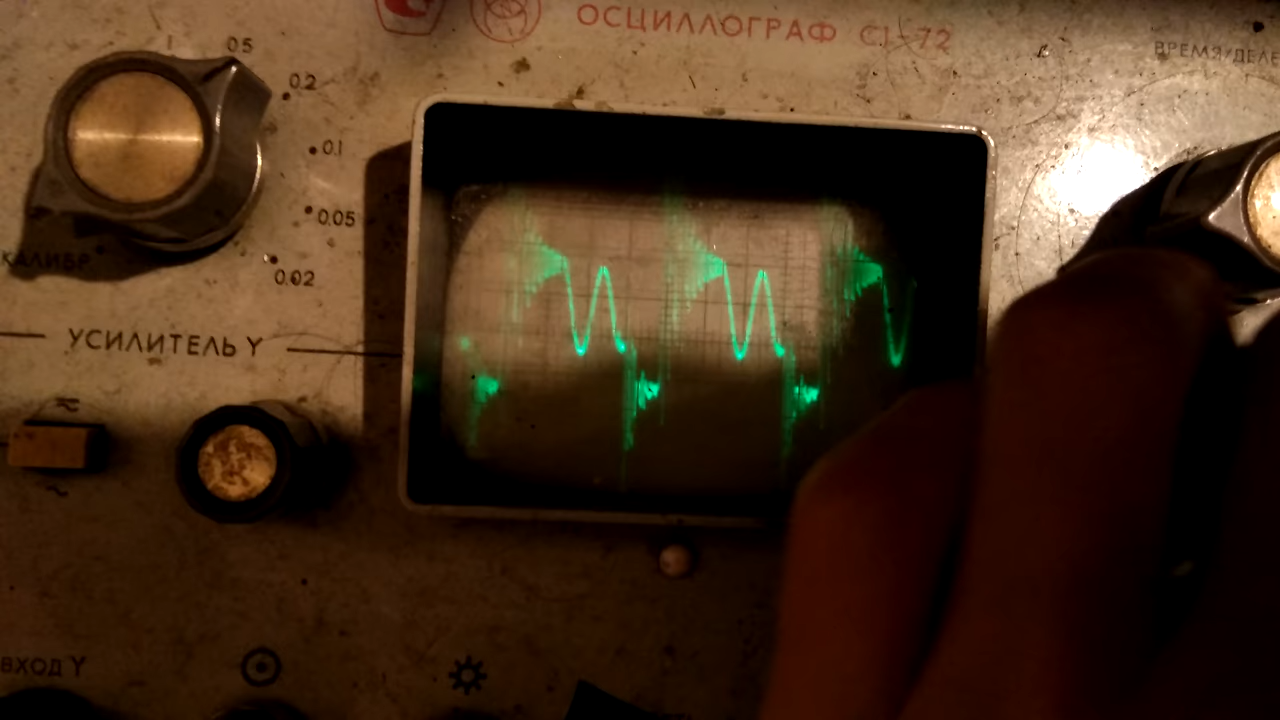 ОСЦИЛЛОГРАФ С1-72
ВРЕМЯ/ДЕЛЕ
1
0.5
0.2
0.1
0.05
0.02
КАЛИБР
УСИЛИТЕЛЬ Y
ВХОД Y